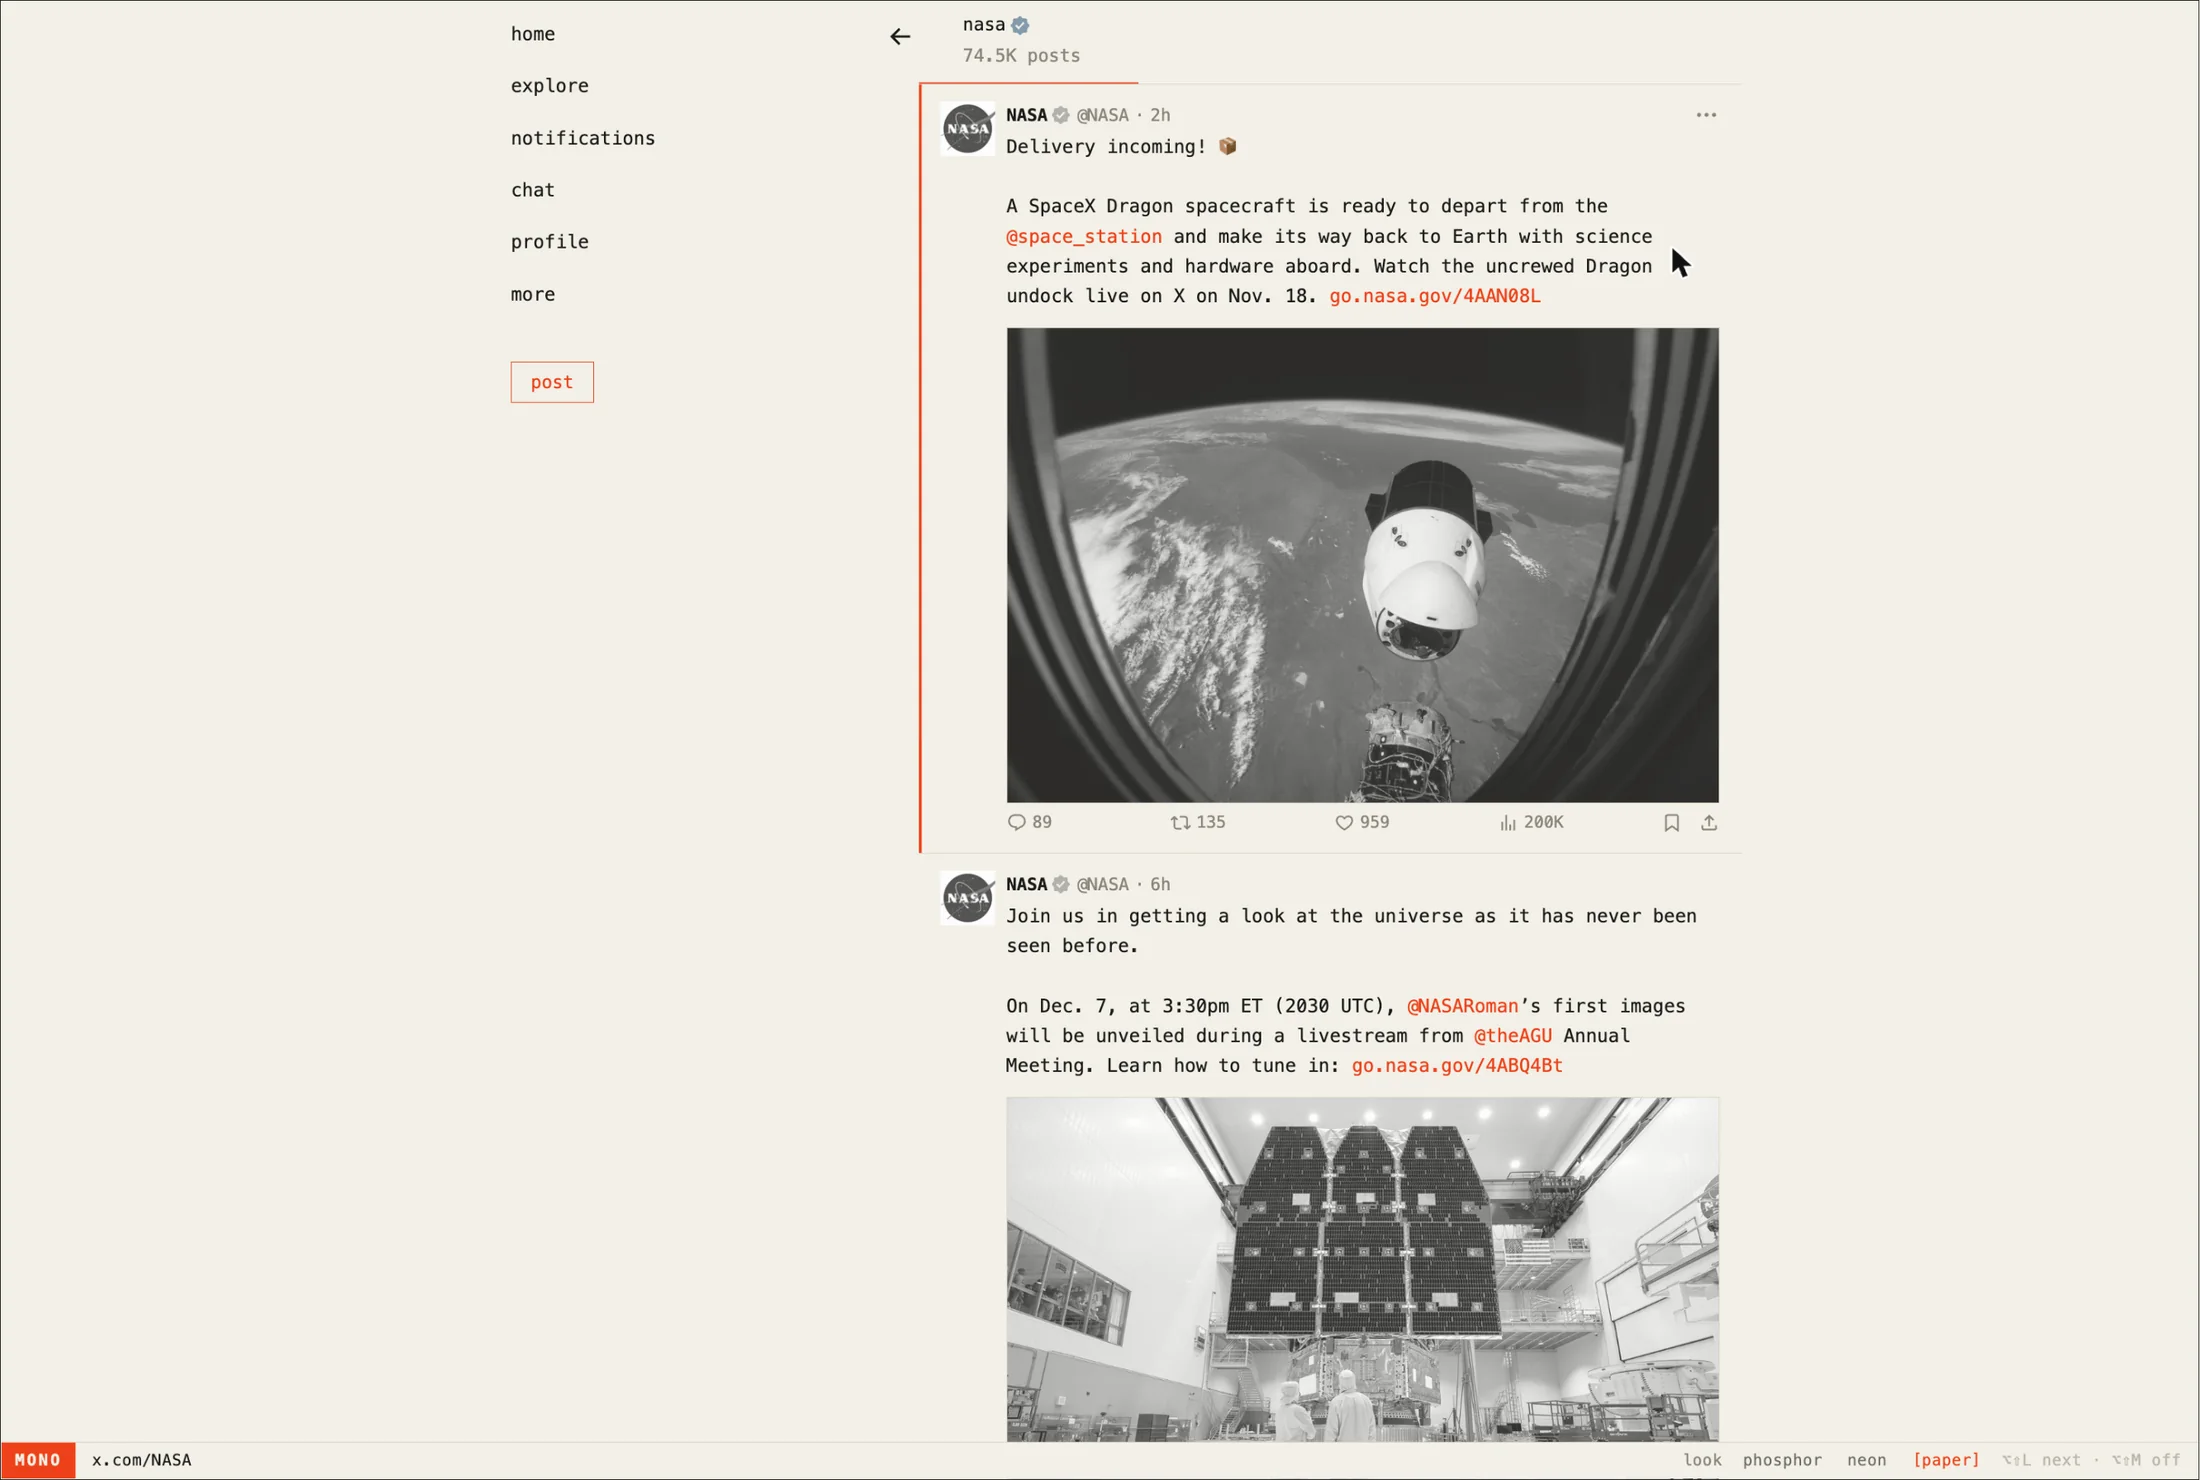 home
explore
notifications
chat
profile
more
post
nasa
74.5K posts
NASA @NASA · 2h
Delivery incoming! 📦
A SpaceX Dragon spacecraft is ready to depart from the
@space_station and make its way back to Earth with science
experiments and hardware aboard. Watch the uncrewed Dragon
undock live on X on Nov. 18. go.nasa.gov/4AAN08L
89 135 959 200K
NASA @NASA · 6h
Join us in getting a look at the universe as it has never been
seen before.
On Dec. 7, at 3:30pm ET (2030 UTC), @NASARoman’s first images
will be unveiled during a livestream from @theAGU Annual
Meeting. Learn how to tune in: go.nasa.gov/4ABQ4Bt
MONO x.com/NASA look phosphor neon [paper] ⌥⇧L next · ⌥⇧M off